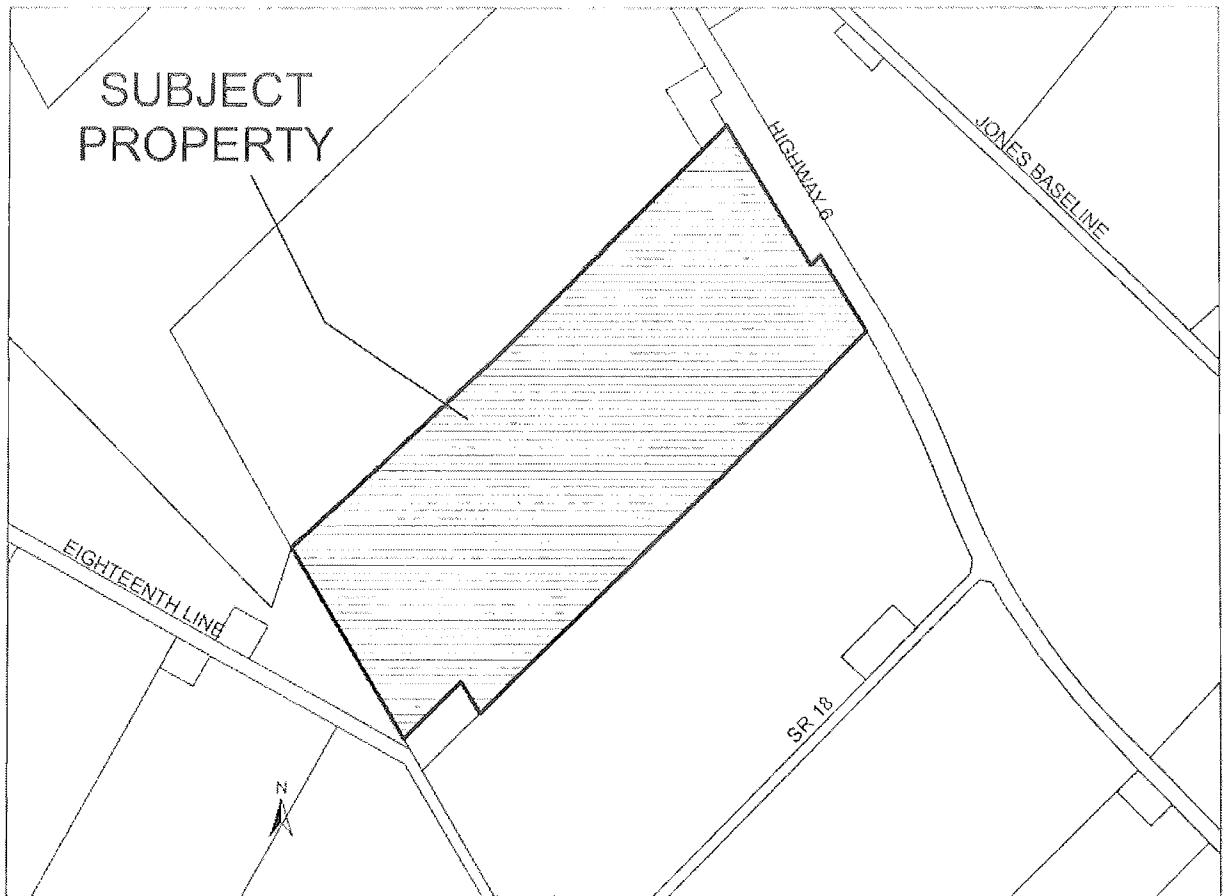 SUBJECT
PROPERTY
HIGHWAY 6
JONES BASELINE
EIGHTEENTH LINE
SR 18
N